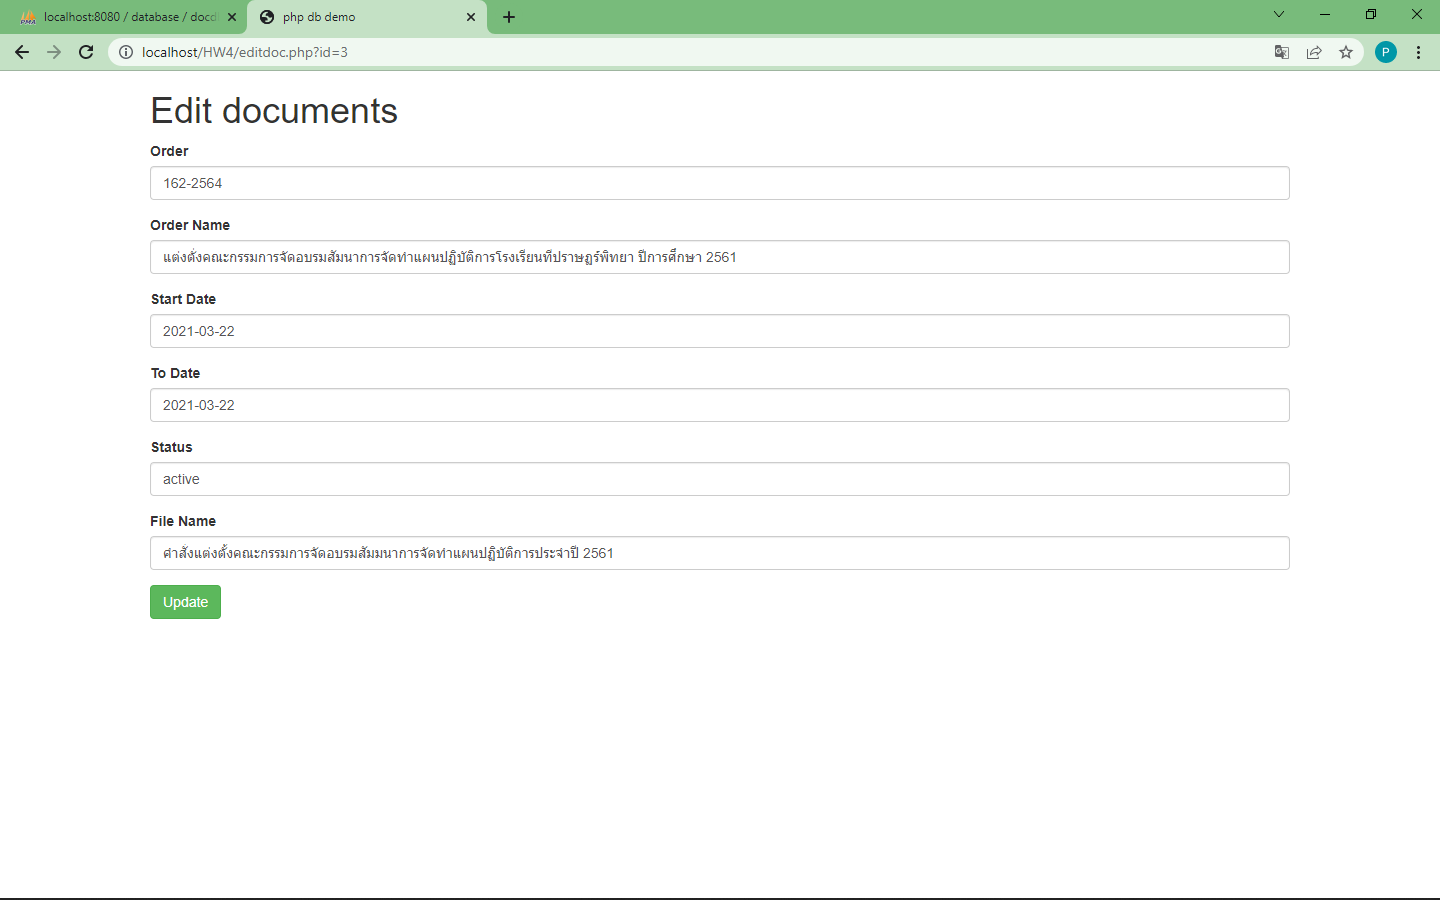 PMA
localhost:8080 / database / docd
php db demo
localhost/HW4/editdoc.php?id=3
P
Edit documents
Order
162-2564
Order Name
แต่งตั่งคณะกรรมการจัดอบรมสัมนาการจัดทำแผนปฏิบัติการโรงเรียนทีปราษฎร์พิทยา ปีการศึกษา 2561
Start Date
2021-03-22
To Date
2021-03-22
Status
active
File Name
คำสั่งแต่งตั้งคณะกรรมการจัดอบรมสัมมนาการจัดทำแผนปฏิบัติการประจำปี 2561
Update